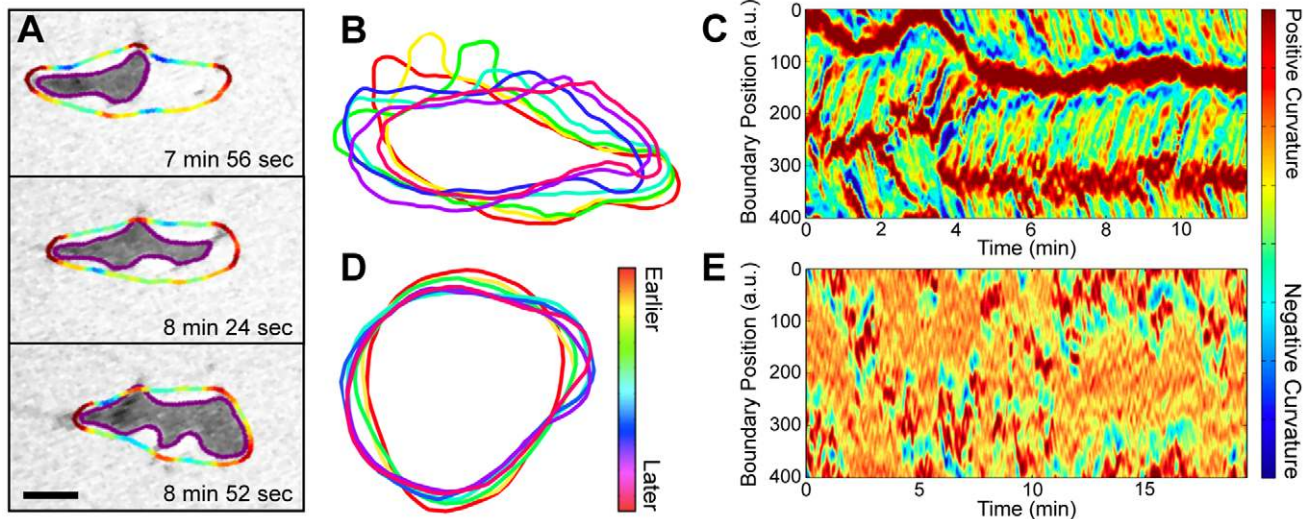 A
7 min 56 sec
8 min 24 sec
8 min 52 sec
B
D
Earlier
Later
C
Boundary Position (a.u.)
0
100
200
300
400
0 2 4 6 8 10
Time (min)
E
Boundary Position (a.u.)
0
100
200
300
400
0 5 10 15
Time (min)
Positive Curvature
Negative Curvature